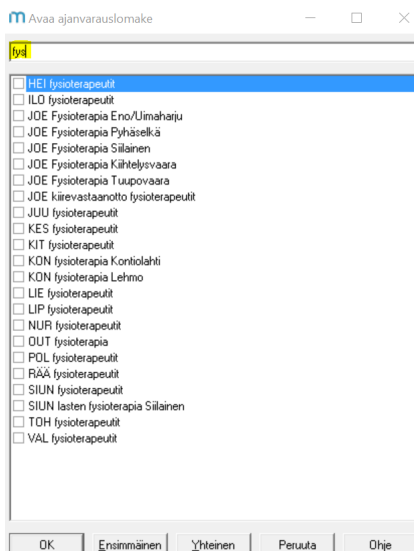 Avaa ajanvarauslomake
fys
HEI fysioterapeutit
ILO fysioterapeutit
JOE Fysioterapia Eno/Uimaharju
JOE Fysioterapia Pyhäselkä
JOE Fysioterapia Siilainen
JOE Fysioterapia Kiihtelysvaara
JOE Fysioterapia Tuupovaara
JOE kiirevastaanotto fysioterapeutit
JUU fysioterapeutit
KES fysioterapeutit
KIT fysioterapeutit
KON fysioterapia Kontiolahti
KON fysioterapia Lehmo
LIE fysioterapeutit
LIP fysioterapeutit
NUR fysioterapeutit
OUT fysioterapia
POL fysioterapeutit
RÄÄ fysioterapeutit
SIUN fysioterapeutit
SIUN lasten fysioterapia Siilainen
TOH fysioterapeutit
VAL fysioterapeutit
OK Ensimmäinen Yhteinen Peruuta Ohje